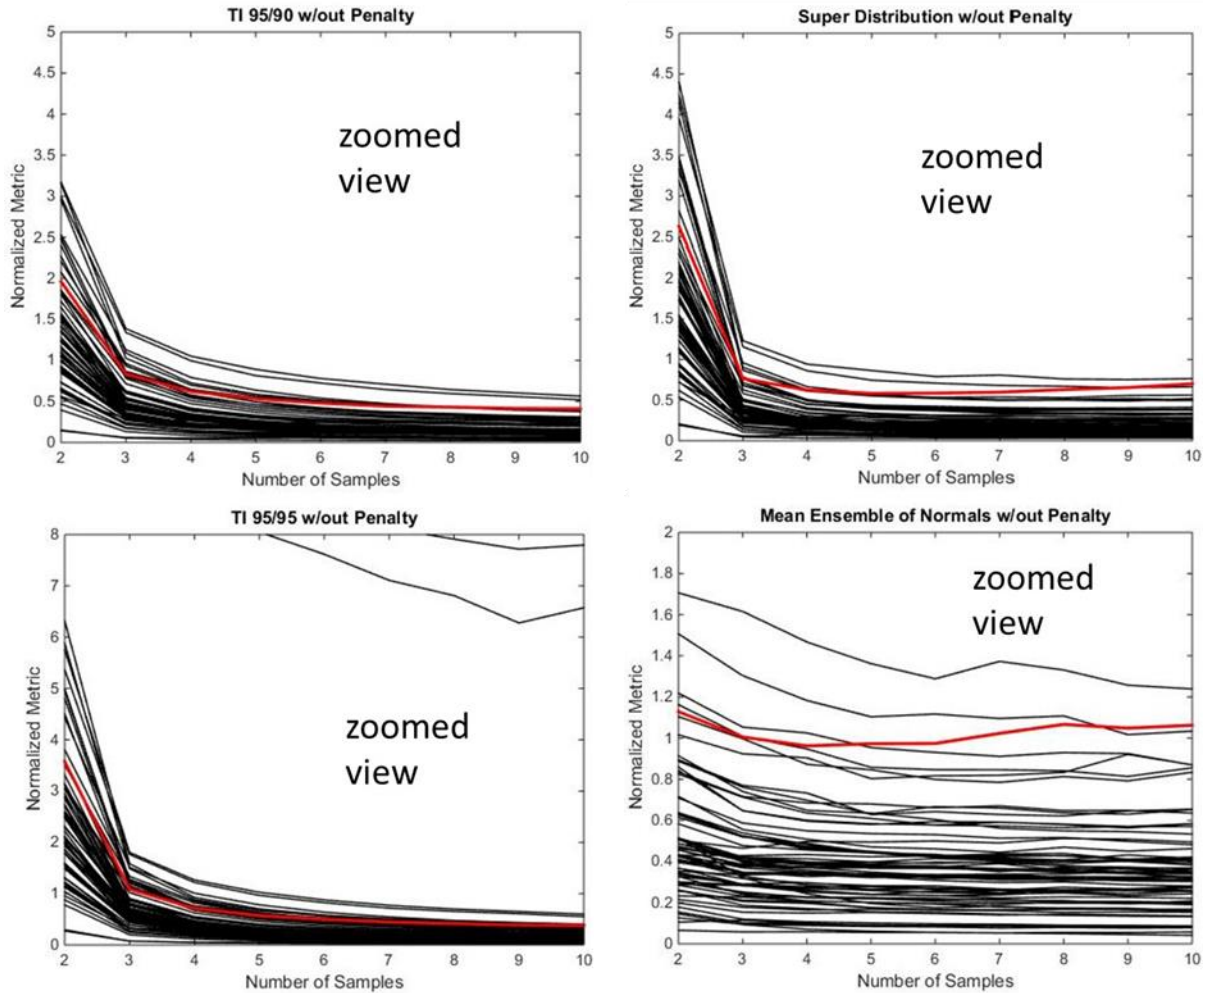 TI 95/90 w/out Penalty
5
4.5
4
3.5
3
2.5
2
1.5
1
0.5
0
Normalized Metric
zoomed
view
2 3 4 5 6 7 8 9 10
Number of Samples
Super Distribution w/out Penalty
5
4.5
4
3.5
3
2.5
2
1.5
1
0.5
0
Normalized Metric
zoomed
view
2 3 4 5 6 7 8 9 10
Number of Samples
TI 95/95 w/out Penalty
8
7
6
5
4
3
2
1
0
Normalized Metric
zoomed
view
2 3 4 5 6 7 8 9 10
Number of Samples
Mean Ensemble of Normals w/out Penalty
2
1.8
1.6
1.4
1.2
1
0.8
0.6
0.4
0.2
0
Normalized Metric
zoomed
view
2 3 4 5 6 7 8 9 10
Number of Samples